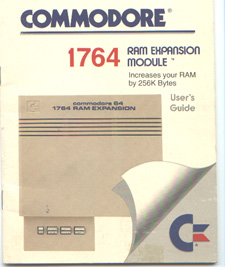 COMMODORE®
1764
RAM EXPANSION
MODULE™
Increases your RAM
by 256K Bytes
User's
Guide
commodore 64
1764 RAM EXPANSION